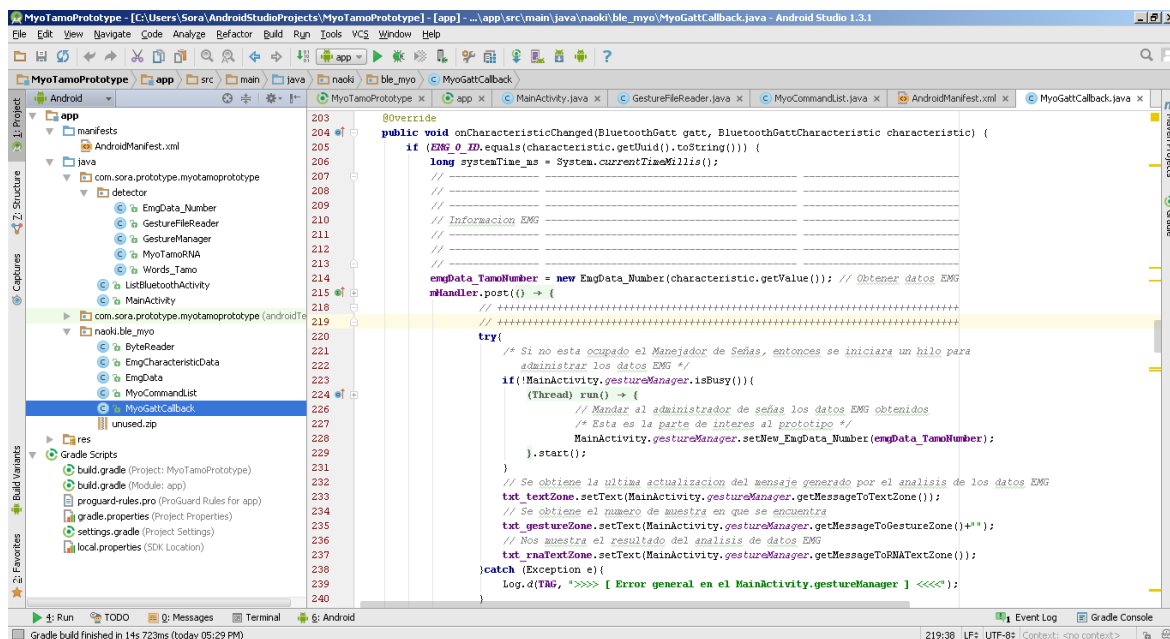 MyoTamoPrototype - [C:\Users\Sora\AndroidStudioProjects\MyoTamoPrototype] - [app] - ...\app\src\main\java\naoki\ble_myo\MyoGattCallback.java - Android Studio 1.3.1
File Edit View Navigate Code Analyze Refactor Build Run Tools VCS Window Help
app
MyoTamoPrototype app src main java naoki ble_myo MyoGattCallback
Android
MyoTamoPrototype × app × MainActivity.java × GestureFileReader.java × MyoCommandList.java × AndroidManifest.xml × MyoGattCallback.java ×
1: Project
7: Structure
Captures
Build Variants
2: Favorites
app
manifests
AndroidManifest.xml
java
com.sora.prototype.myotamoprototype
detector
EmgData_Number
GestureFileReader
GestureManager
MyoTamoRNA
Words_Tamo
ListBluetoothActivity
MainActivity
com.sora.prototype.myotamoprototype (androidTe
naoki.ble_myo
ByteReader
EmgCharacteristicData
EmgData
MyoCommandList
MyoGattCallback
unused.zip
res
Gradle Scripts
build.gradle (Project: MyoTamoPrototype)
build.gradle (Module: app)
proguard-rules.pro (ProGuard Rules for app)
gradle.properties (Project Properties)
settings.gradle (Project Settings)
local.properties (SDK Location)
203 @Override
204 public void onCharacteristicChanged(BluetoothGatt gatt, BluetoothGattCharacteristic characteristic) {
205 if (EMG_0_ID.equals(characteristic.getUuid().toString())) {
206 long systemTime_ms = System.currentTimeMillis();
207 // ------------------ ---------------------------------------- -------------------------
208 // ------------------ ---------------------------------------- -------------------------
209 // ------------------ ---------------------------------------- -------------------------
210 // Informacion EMG ---------------------------------------- -------------------------
211 // ------------------ ---------------------------------------- -------------------------
212 // ------------------ ---------------------------------------- -------------------------
213 // ------------------ ---------------------------------------- -------------------------
214 emgData_TamoNumber = new EmgData_Number(characteristic.getValue()); // Obtener datos EMG
215 mHandler.post(() → {
218 // +++++++++++++++++++++++++++++++++++++++++++++++++++++++++++++++++++++++++
219 // +++++++++++++++++++++++++++++++++++++++++++++++++++++++++++++++++++++++++
220 try{
221 /* Si no esta ocupado el Manejador de Señas, entonces se iniciara un hilo para
222 administrar los datos EMG */
223 if(!MainActivity.gestureManager.isBusy()){
224 (Thread) run() → {
226 // Mandar al administrador de señas los datos EMG obtenidos
227 /* Esta es la parte de interes al prototipo */
228 MainActivity.gestureManager.setNew_EmgData_Number(emgData_TamoNumber);
229 }.start();
231 }
232 // Se obtiene la ultima actualizacion del mensaje generado por el analisis de los datos EMG
233 txt_textZone.setText(MainActivity.gestureManager.getMessageToTextZone());
234 // Se obtiene el numero de muestra en que se encuentra
235 txt_gestureZone.setText(MainActivity.gestureManager.getMessageToGestureZone()+"");
236 // Nos muestra el resultado del analisis de datos EMG
237 txt_rnaTextZone.setText(MainActivity.gestureManager.getMessageToRNATextZone());
238 }catch (Exception e){
239 Log.d(TAG, ">>>> [ Error general en el MainActivity.gestureManager ] <<<<");
240 }
4: Run TODO 0: Messages Terminal 6: Android 1 Event Log Gradle Console
Gradle build finished in 14s 723ms (today 05:29 PM) 219:38 LF÷ UTF-8÷ Context: <no context>